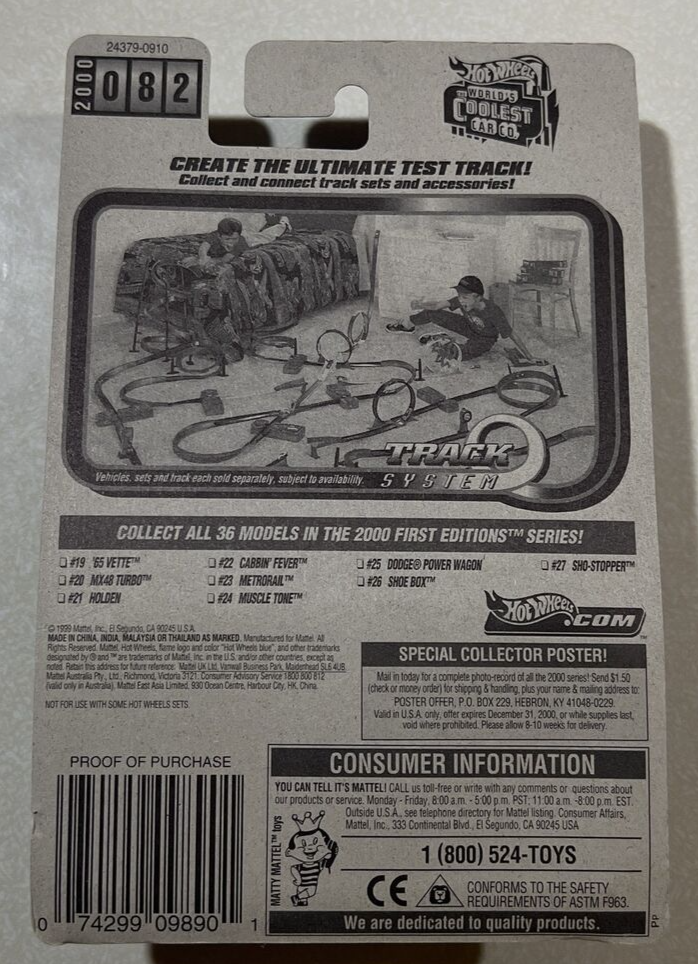 24379-0910
2000
082
HOT WHEELS
THE WORLD'S
COOLEST
CAR CO.
CREATE THE ULTIMATE TEST TRACK!
Collect and connect track sets and accessories!
TRACK
SYSTEM
Vehicles, sets and track each sold separately, subject to availability.
COLLECT ALL 36 MODELS IN THE 2000 FIRST EDITIONS™ SERIES!
❑ #19 '65 VETTE™
❑ #20 MX48 TURBO™
❑ #21 HOLDEN
❑ #22 CABBIN' FEVER™
❑ #23 METRORAIL™
❑ #24 MUSCLE TONE™
❑ #25 DODGE® POWER WAGON
❑ #26 SHOE BOX™
❑ #27 SHO-STOPPER™
HOT WHEELS.COM™
© 1999 Mattel, Inc., El Segundo, CA 90245 U.S.A.
MADE IN CHINA, INDIA, MALAYSIA OR THAILAND AS MARKED. Manufactured for Mattel. All
Rights Reserved. Mattel, Hot Wheels, flame logo and color "Hot Wheels blue", and other trademarks
designated by ® and ™ are trademarks of Mattel, Inc. in the U.S. and/or other countries, except as
noted. Retain this address for future reference: Mattel UK Ltd, Vanwall Business Park, Maidenhead SL6 4UB.
Mattel Australia Pty., Ltd., Richmond, Victoria 3121. Consumer Advisory Service 1800 800 812
(valid only in Australia). Mattel East Asia Limited, 930 Ocean Centre, Harbour City, HK, China.
NOT FOR USE WITH SOME HOT WHEELS SETS.
SPECIAL COLLECTOR POSTER!
Mail in today for a complete photo-record of all the 2000 series! Send $1.50
(check or money order) for shipping & handling, plus your name & mailing address to:
POSTER OFFER, P.O. BOX 229, HEBRON, KY 41048-0229.
Valid in U.S.A. only, offer expires December 31, 2000, or while supplies last,
void where prohibited. Please allow 8-10 weeks for delivery.
PROOF OF PURCHASE
0 74299 09890 1
CONSUMER INFORMATION
YOU CAN TELL IT'S MATTEL! CALL us toll-free or write with any comments or questions about
our products or service. Monday - Friday, 8:00 a.m. - 5:00 p.m. PST; 11:00 a.m. -8:00 p.m. EST.
Outside U.S.A., see telephone directory for Mattel listing. Consumer Affairs,
Mattel, Inc., 333 Continental Blvd., El Segundo, CA 90245 USA
MATTY MATTEL™ toys
1 (800) 524-TOYS
CE
CONFORMS TO THE SAFETY
REQUIREMENTS OF ASTM F963.
We are dedicated to quality products.
PP